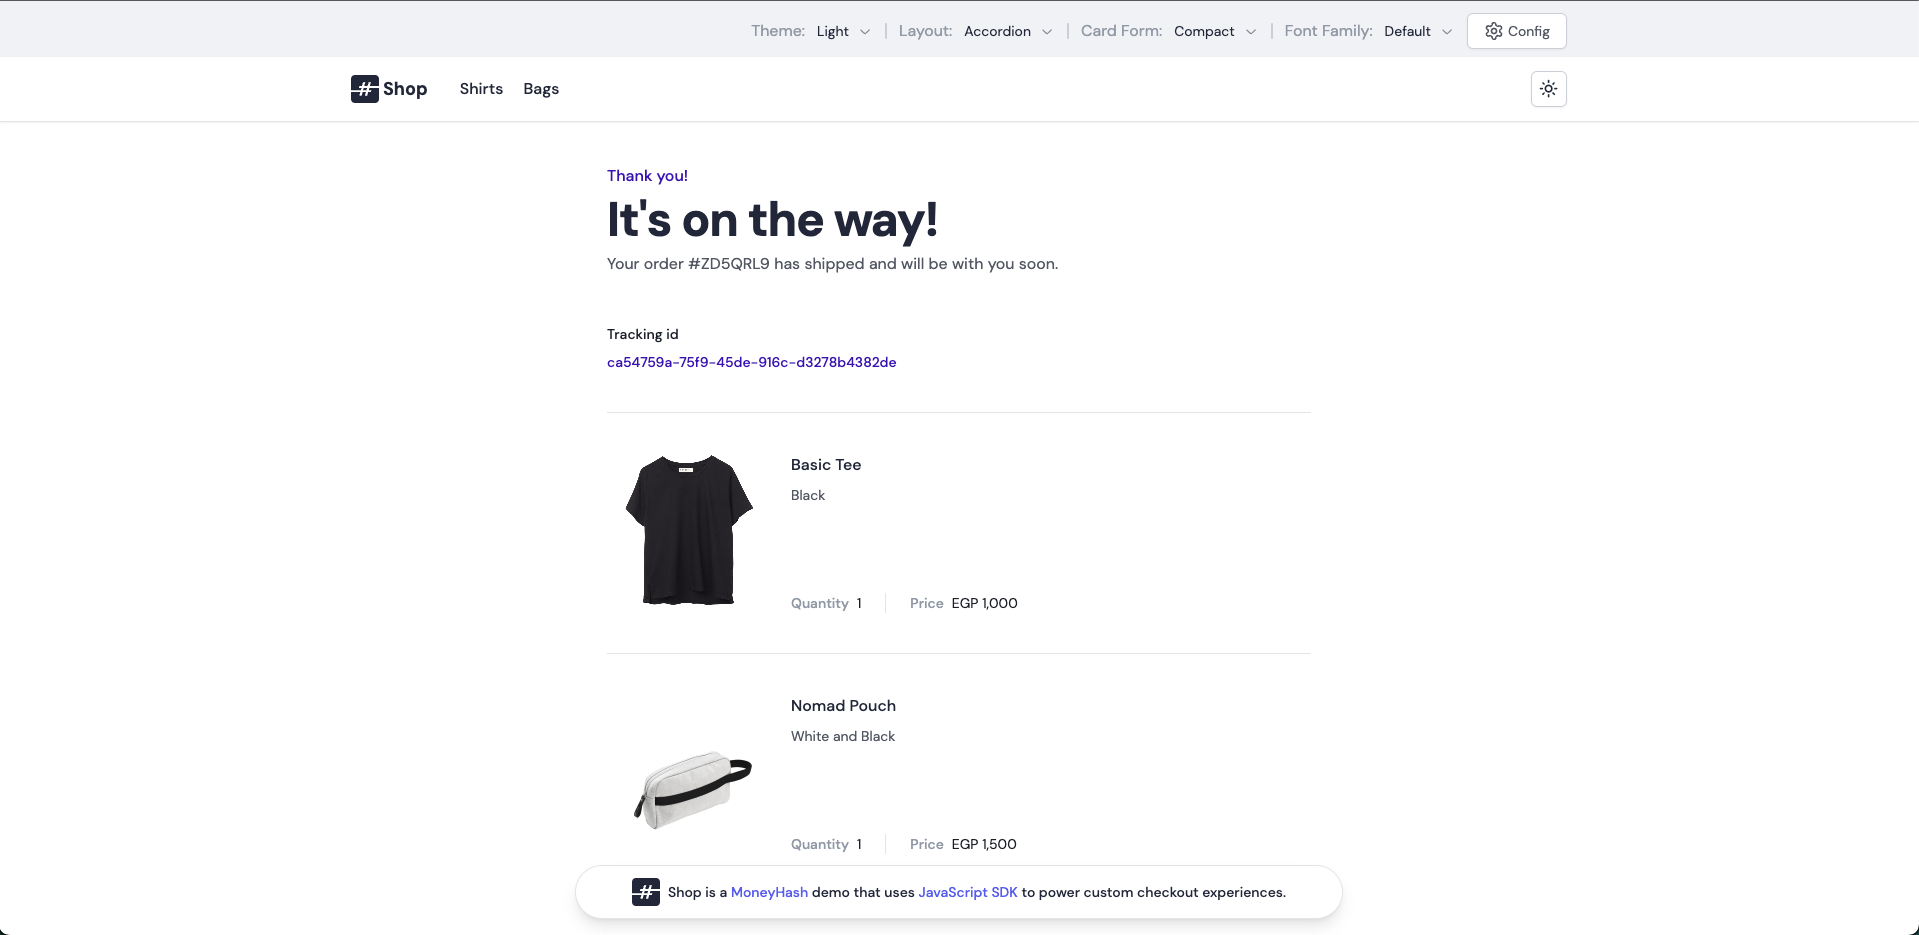 Theme: Light | Layout: Accordion | Card Form: Compact | Font Family: Default Config
# Shop Shirts Bags
Thank you!
It's on the way!
Your order #ZD5QRL9 has shipped and will be with you soon.
Tracking id
ca54759a-75f9-45de-916c-d3278b4382de
Basic Tee
Black
Quantity 1 Price EGP 1,000
Nomad Pouch
White and Black
Quantity 1 Price EGP 1,500
# Shop is a MoneyHash demo that uses JavaScript SDK to power custom checkout experiences.